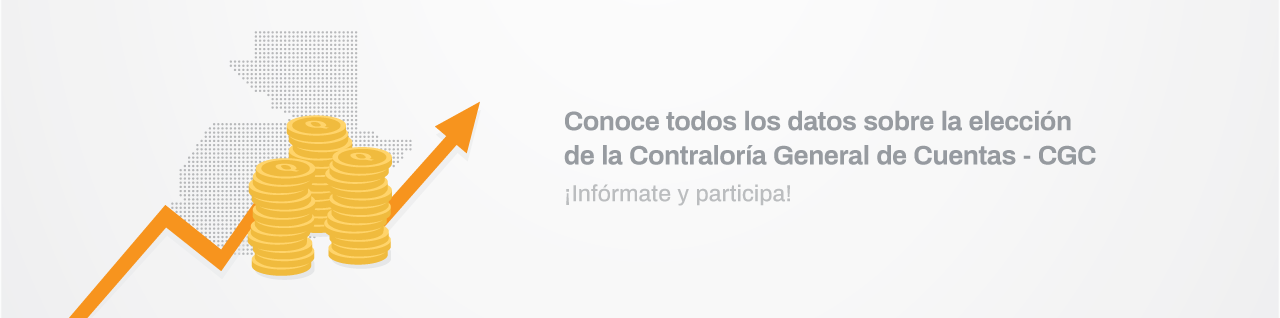 Conoce todos los datos sobre la elección
de la Contraloría General de Cuentas - CGC
¡Infórmate y participa!